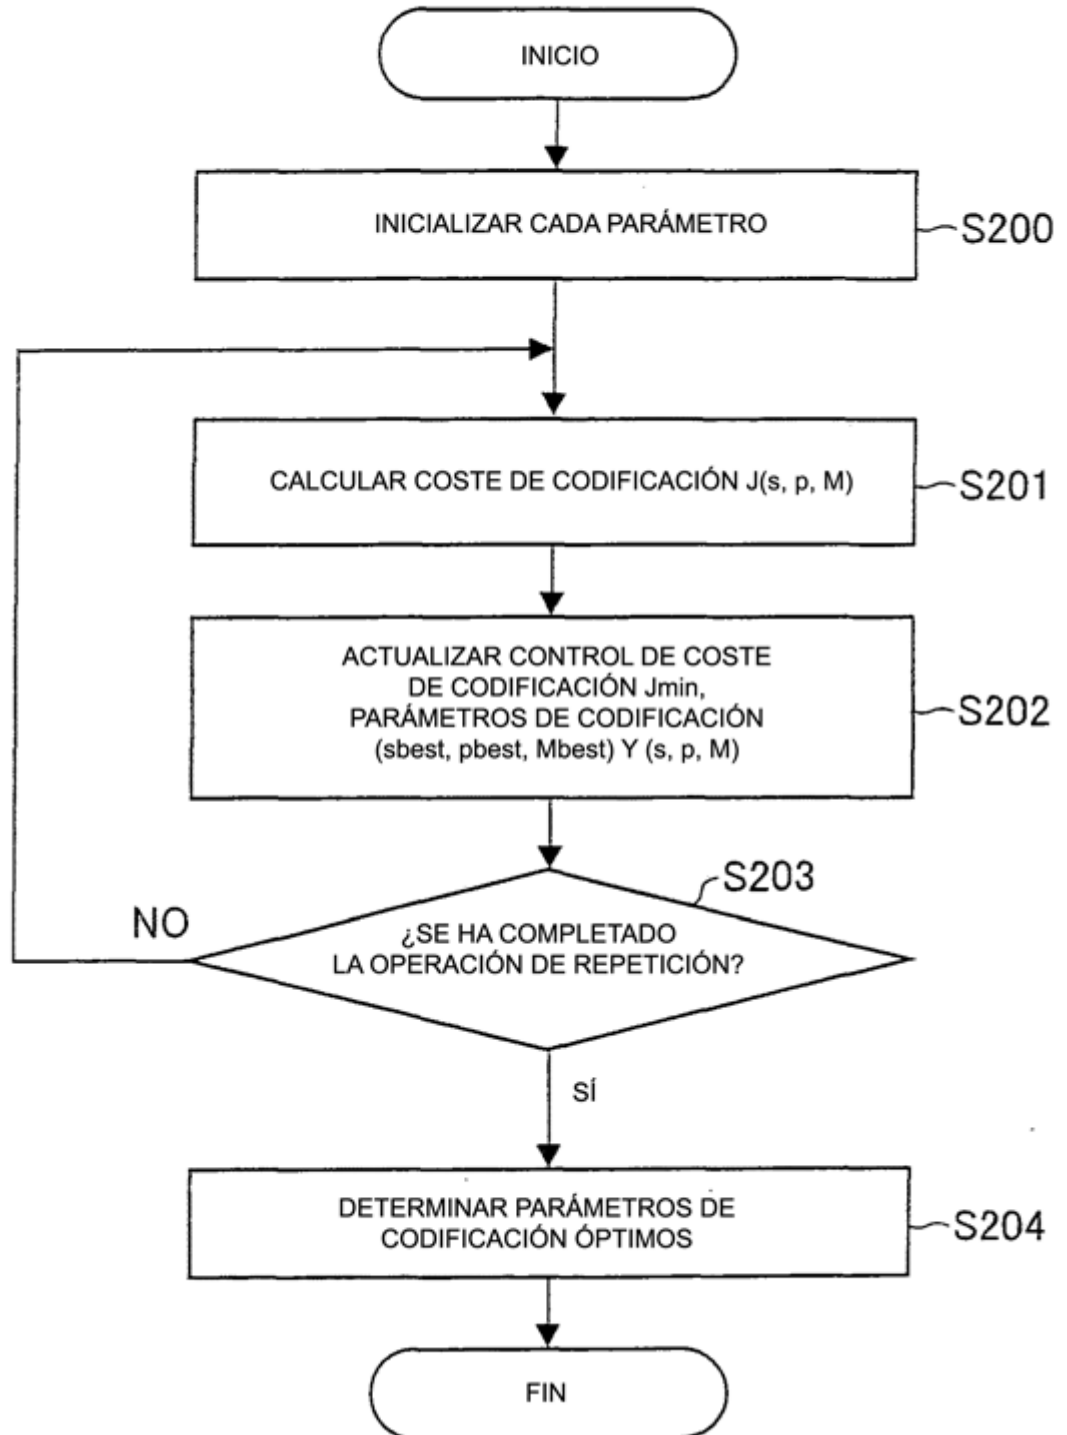 INICIO
INICIALIZAR CADA PARÁMETRO
S200
CALCULAR COSTE DE CODIFICACIÓN J(s, p, M)
S201
ACTUALIZAR CONTROL DE COSTE
DE CODIFICACIÓN Jmin,
PARÁMETROS DE CODIFICACIÓN
(sbest, pbest, Mbest) Y (s, p, M)
S202
S203
NO
¿SE HA COMPLETADO
LA OPERACIÓN DE REPETICIÓN?
SÍ
DETERMINAR PARÁMETROS DE
CODIFICACIÓN ÓPTIMOS
S204
FIN